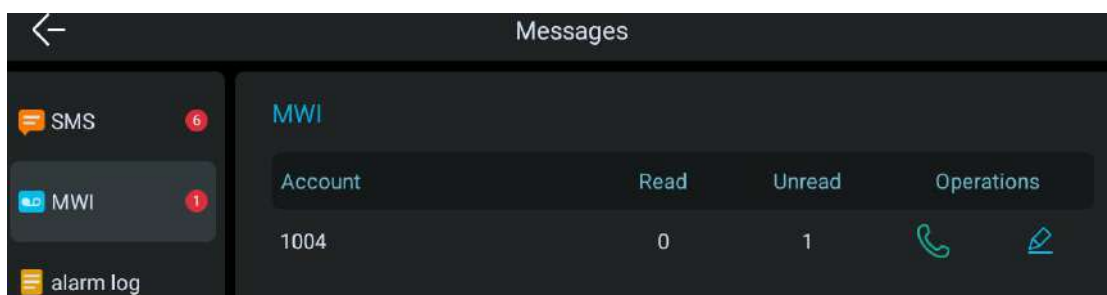 Messages
SMS 6
MWI 1
alarm log
MWI
Account Read Unread Operations
1004 0 1